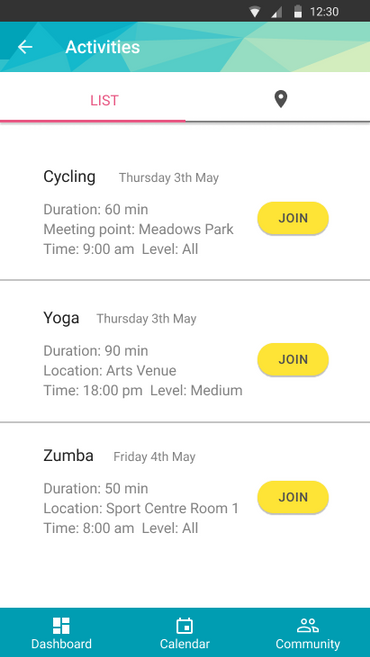 12:30
Activities
LIST
Cycling Thursday 3th May
Duration: 60 min
Meeting point: Meadows Park
Time: 9:00 am Level: All
JOIN
Yoga Thursday 3th May
Duration: 90 min
Location: Arts Venue
Time: 18:00 pm Level: Medium
JOIN
Zumba Friday 4th May
Duration: 50 min
Location: Sport Centre Room 1
Time: 8:00 am Level: All
JOIN
Dashboard Calendar Community